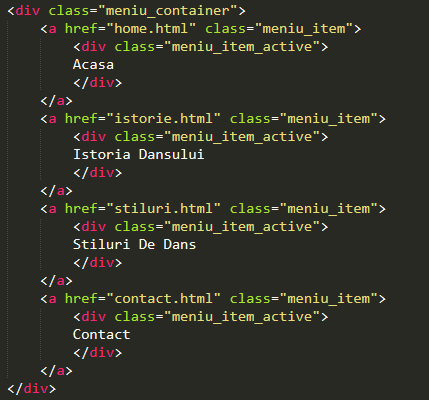 <div class="meniu_container">
    <a href="home.html" class="meniu_item">
        <div class="meniu_item_active">
        Acasa
        </div>
    </a>
    <a href="istorie.html" class="meniu_item">
        <div class="meniu_item_active">
        Istoria Dansului
        </div>
    </a>
    <a href="stiluri.html" class="meniu_item">
        <div class="meniu_item_active">
        Stiluri De Dans
        </div>
    </a>
    <a href="contact.html" class="meniu_item">
        <div class="meniu_item_active">
        Contact
        </div>
    </a>
</div>